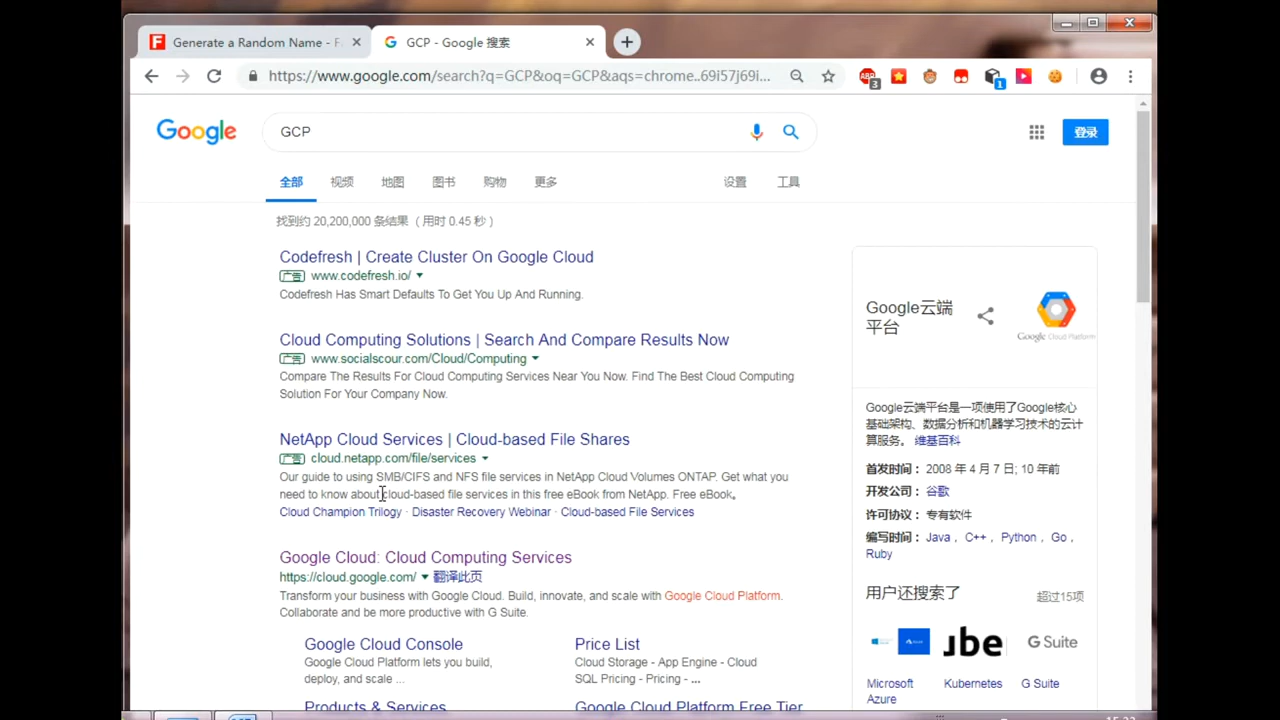 Generate a Random Name - F
GCP - Google 搜索
https://www.google.com/search?q=GCP&oq=GCP&aqs=chrome..69i57j69i...
3
1
Google
GCP
登录
全部
视频
地图
图书
购物
更多
设置
工具
找到约 20,200,000 条结果 （用时 0.45 秒）
Codefresh | Create Cluster On Google Cloud
广告 www.codefresh.io/
Codefresh Has Smart Defaults To Get You Up And Running.
Cloud Computing Solutions | Search And Compare Results Now
广告 www.socialscour.com/Cloud/Computing
Compare The Results For Cloud Computing Services Near You Now. Find The Best Cloud Computing
Solution For Your Company Now.
NetApp Cloud Services | Cloud-based File Shares
广告 cloud.netapp.com/file/services
Our guide to using SMB/CIFS and NFS file services in NetApp Cloud Volumes ONTAP. Get what you
need to know about cloud-based file services in this free eBook from NetApp. Free eBook。
Cloud Champion Trilogy · Disaster Recovery Webinar · Cloud-based File Services
Google Cloud: Cloud Computing Services
https://cloud.google.com/ 翻译此页
Transform your business with Google Cloud. Build, innovate, and scale with Google Cloud Platform.
Collaborate and be more productive with G Suite.
Google Cloud Console
Google Cloud Platform lets you build,
deploy, and scale ...
Price List
Cloud Storage - App Engine - Cloud
SQL Pricing - Pricing - ...
Products & Services
Google Cloud Platform Free Tier
Google云端
平台
Google Cloud Platform
Google云端平台是一项使用了Google核心
基础架构、数据分析和机器学习技术的云计
算服务。 维基百科
首发时间： 2008 年 4 月 7 日; 10 年前
开发公司： 谷歌
许可协议： 专有软件
编写时间： Java， C++， Python， Go，
Ruby
用户还搜索了
超过15项
G Suite
Microsoft
Azure
Kubernetes
G Suite